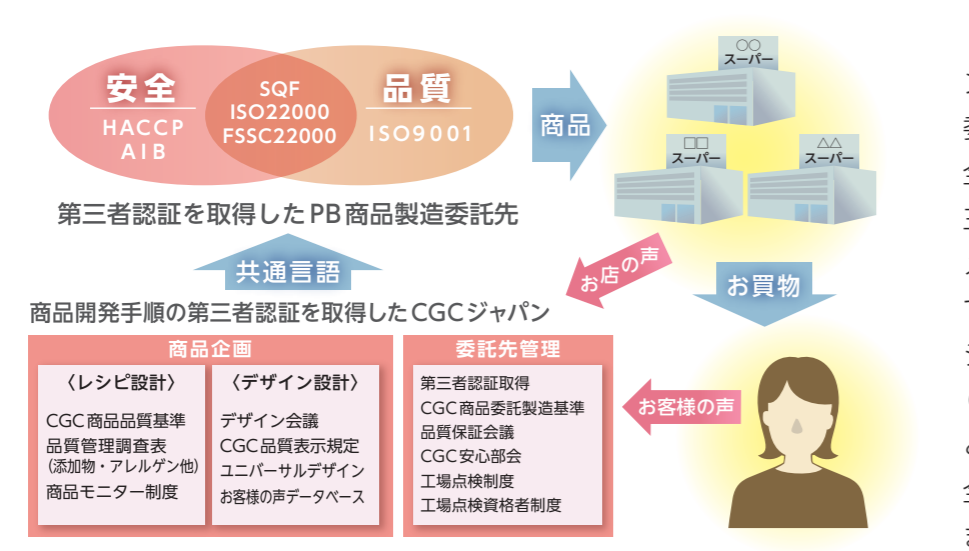 安全
HACCP
AIB
SQF
ISO22000
FSSC22000
品質
ISO9001
第三者認証を取得したPB商品製造委託先
商品
○○
スーパー
□□
スーパー
△△
スーパー
共通言語
お店の声
お買物
商品開発手順の第三者認証を取得したCGCジャパン
商品企画
〈レシピ設計〉
CGC商品品質基準
品質管理調査表
(添加物・アレルゲン他)
商品モニター制度
〈デザイン設計〉
デザイン会議
CGC品質表示規定
ユニバーサルデザイン
お客様の声データベース
委託先管理
第三者認証取得
CGC商品委託製造基準
品質保証会議
CGC安心部会
工場点検制度
工場点検資格者制度
お客様の声